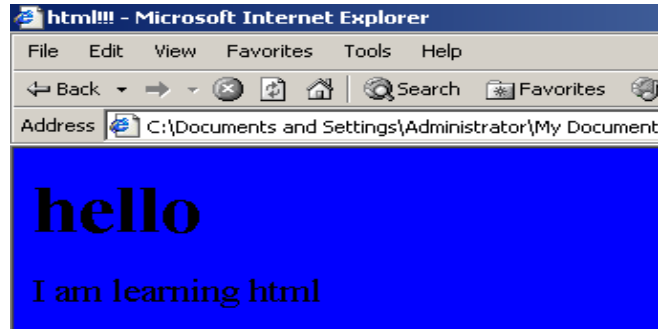 html!!! - Microsoft Internet Explorer
File Edit View Favorites Tools Help
Back Search Favorites
Address C:\Documents and Settings\Administrator\My Document
hello
I am learning html